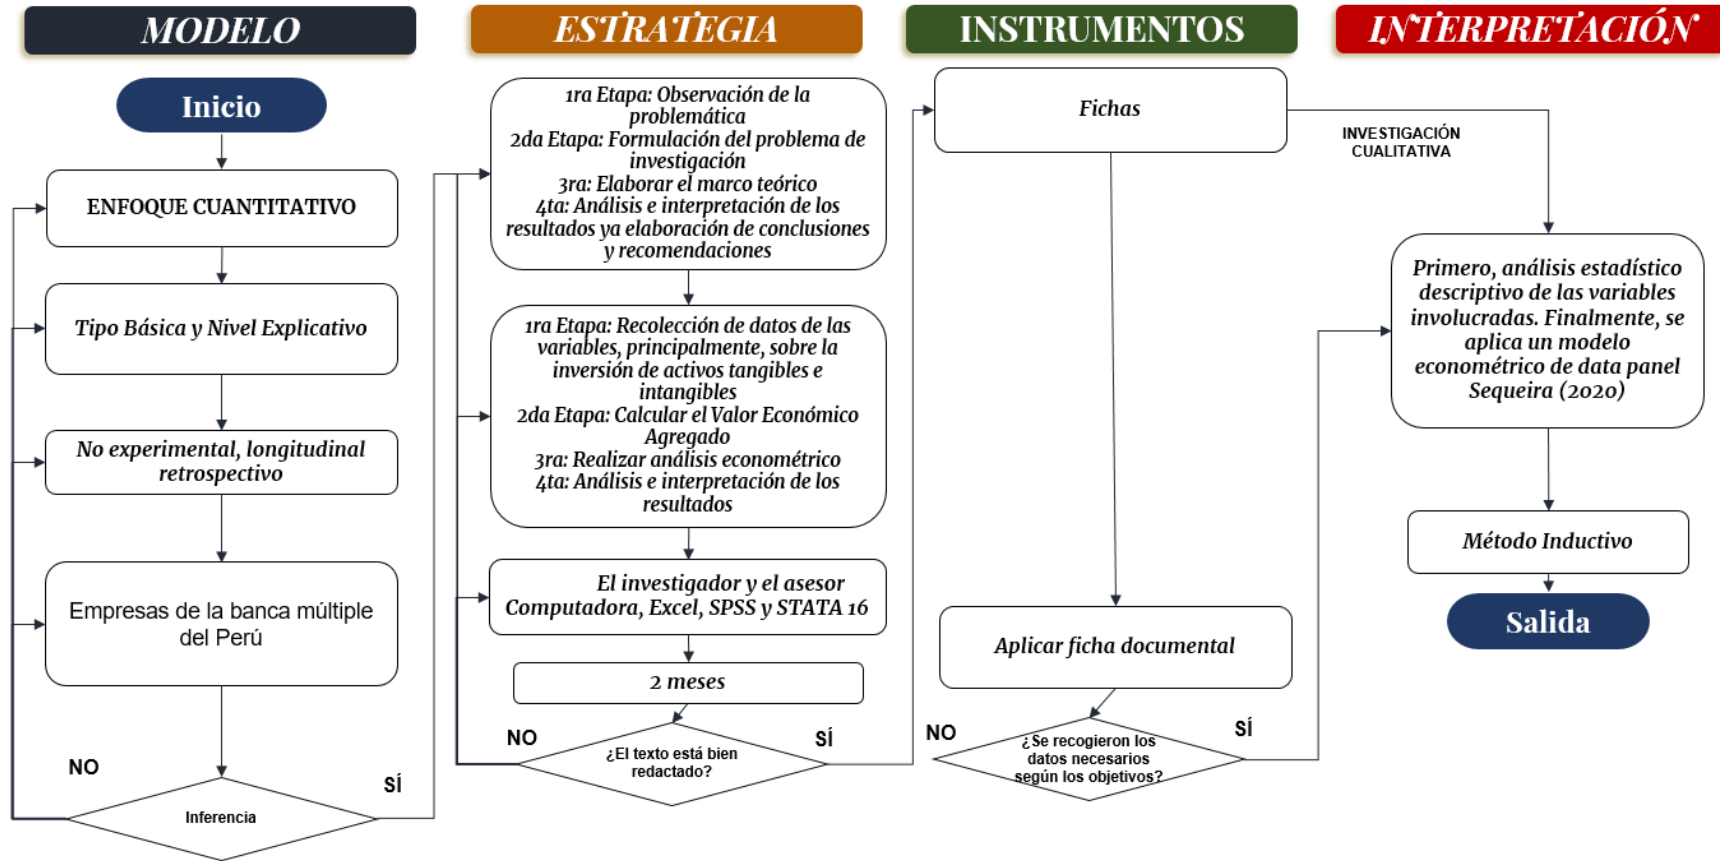 MODELO
Inicio
ENFOQUE CUANTITATIVO
Tipo Básica y Nivel Explicativo
No experimental, longitudinal
retrospectivo
Empresas de la banca múltiple
del Perú
NO
SÍ
Inferencia
ESTRATEGIA
1ra Etapa: Observación de la
problemática
2da Etapa: Formulación del problema de
investigación
3ra: Elaborar el marco teórico
4ta: Análisis e interpretación de los
resultados ya elaboración de conclusiones
y recomendaciones
1ra Etapa: Recolección de datos de las
variables, principalmente, sobre la
inversión de activos tangibles e
intangibles
2da Etapa: Calcular el Valor Económico
Agregado
3ra: Realizar análisis econométrico
4ta: Análisis e interpretación de los
resultados
El investigador y el asesor
Computadora, Excel, SPSS y STATA 16
2 meses
NO
SÍ
¿El texto está bien
redactado?
INSTRUMENTOS
Fichas
INVESTIGACIÓN
CUALITATIVA
Aplicar ficha documental
NO
SÍ
¿Se recogieron los
datos necesarios
según los objetivos?
INTERPRETACIÓN
Primero, análisis estadístico
descriptivo de las variables
involucradas. Finalmente, se
aplica un modelo
econométrico de data panel
Sequeira (2020)
Método Inductivo
Salida